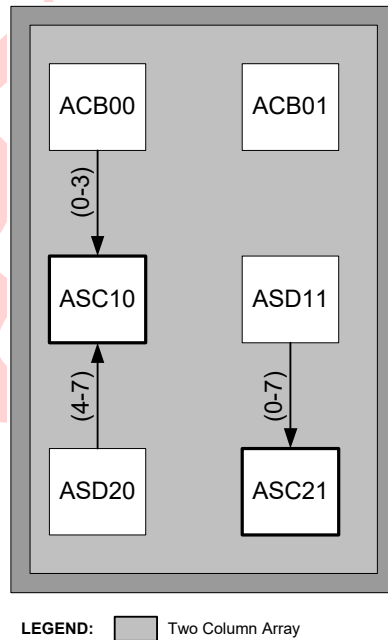 ACB00 ACB01
(0-3)
ASC10 ASD11
(4-7) (0-7)
ASD20 ASC21
LEGEND: Two Column Array